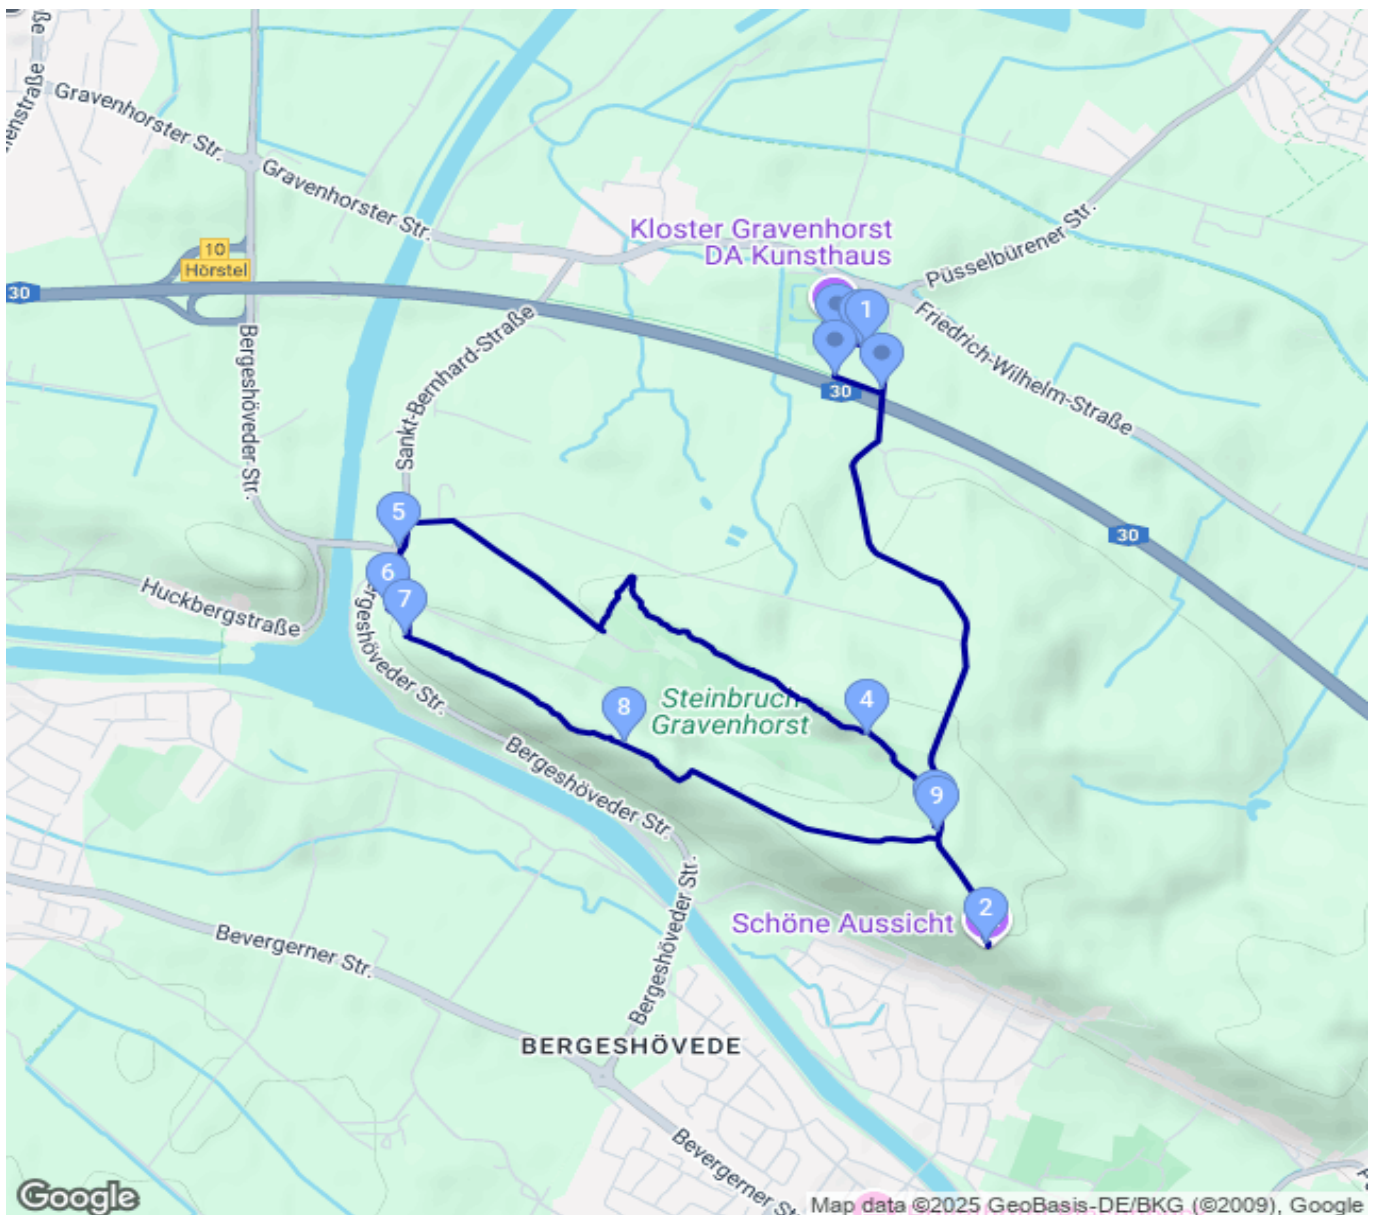 Gravenhorster Str.
Gravenhorster Str.
10
Hörstel
30
Kloster Gravenhorst
DA Kunsthaus
Püsselbürener Str.
1
Friedrich-Wilhelm-Straße
30
30
Sankt-Bernhard-Straße
Bergeshöveder Str.
5
6
7
Huckbergstraße
Bergeshöveder Str.
8
Steinbruch
Gravenhorst
4
9
Bergeshöveder Str.
2
Schöne Aussicht
Bergeshöveder Str.
Bevergerner Str.
BERGESHÖVEDE
Bevergerner Str.
Google
Map data ©2025 GeoBasis-DE/BKG (©2009), Google